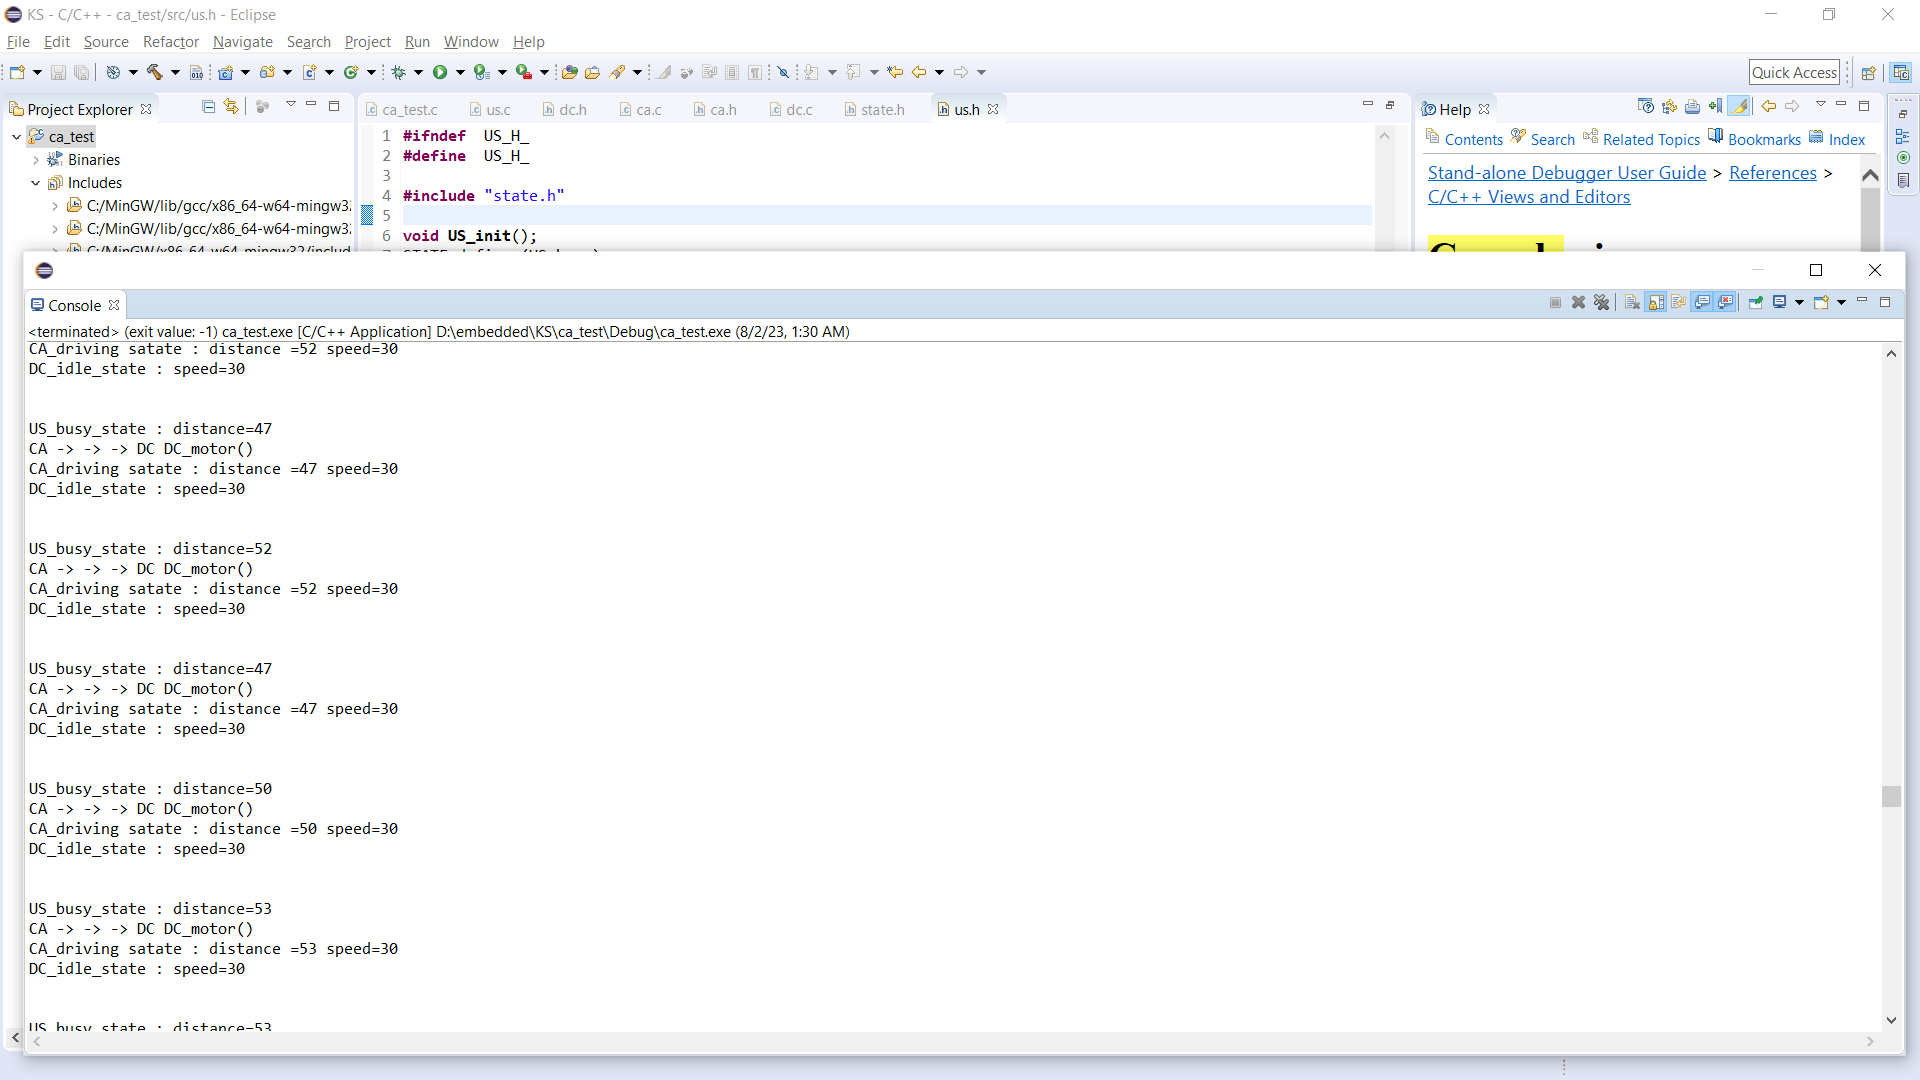 KS - C/C++ - ca_test/src/us.h - Eclipse
File Edit Source Refactor Navigate Search Project Run Window Help
Quick Access
Project Explorer
ca_test
Binaries
Includes
C:/MinGW/lib/gcc/x86_64-w64-mingw3
C:/MinGW/lib/gcc/x86_64-w64-mingw3
C:/MinGW/x86_64-w64-mingw32/includ
ca_test.c us.c dc.h ca.c ca.h dc.c state.h us.h
1 #ifndef US_H_
2 #define US_H_
3
4 #include "state.h"
5
6 void US_init();
Help
Contents Search Related Topics Bookmarks Index
Stand-alone Debugger User Guide > References >
C/C++ Views and Editors
Console
<terminated> (exit value: -1) ca_test.exe [C/C++ Application] D:\embedded\KS\ca_test\Debug\ca_test.exe (8/2/23, 1:30 AM)
CA_driving satate : distance =52 speed=30
DC_idle_state : speed=30
US_busy_state : distance=47
CA -> -> -> DC DC_motor()
CA_driving satate : distance =47 speed=30
DC_idle_state : speed=30
US_busy_state : distance=52
CA -> -> -> DC DC_motor()
CA_driving satate : distance =52 speed=30
DC_idle_state : speed=30
US_busy_state : distance=47
CA -> -> -> DC DC_motor()
CA_driving satate : distance =47 speed=30
DC_idle_state : speed=30
US_busy_state : distance=50
CA -> -> -> DC DC_motor()
CA_driving satate : distance =50 speed=30
DC_idle_state : speed=30
US_busy_state : distance=53
CA -> -> -> DC DC_motor()
CA_driving satate : distance =53 speed=30
DC_idle_state : speed=30
US_busy_state : distance=53